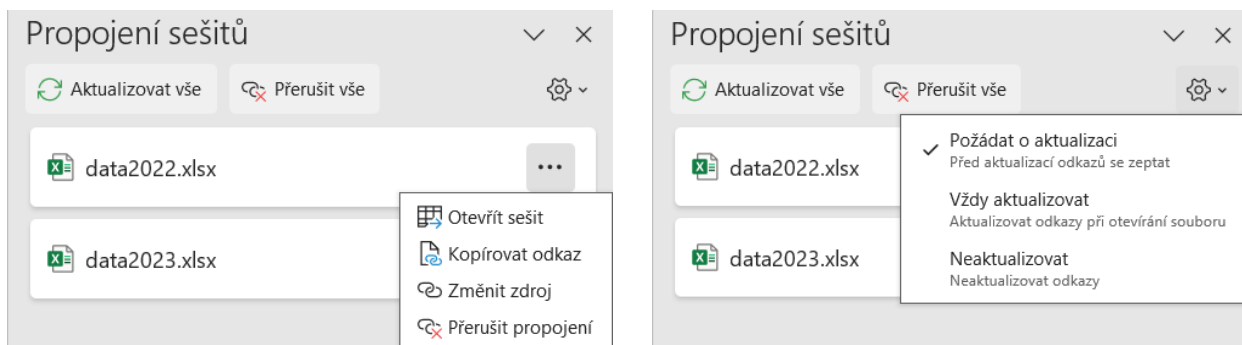 Propojení sešitů
Aktualizovat vše
Přerušit vše
data2022.xlsx
Otevřít sešit
Kopírovat odkaz
Změnit zdroj
Přerušit propojení
data2023.xlsx
Propojení sešitů
Aktualizovat vše
Přerušit vše
Požádat o aktualizaci
Před aktualizací odkazů se zeptat
Vždy aktualizovat
Aktualizovat odkazy při otevírání souboru
Neaktualizovat
Neaktualizovat odkazy
data2022.xlsx
data2023.xlsx